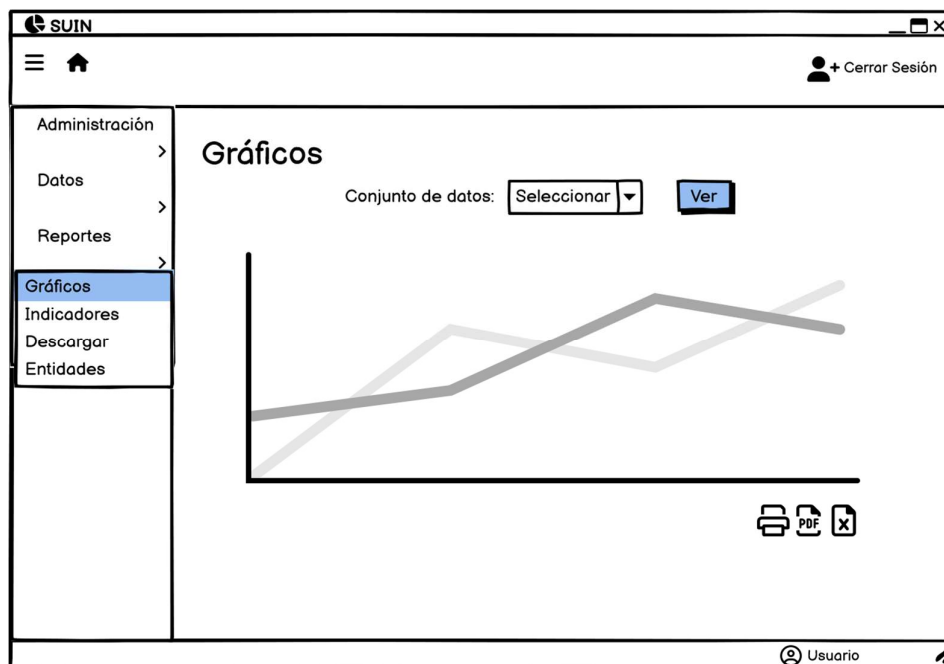 SUIN
Cerrar Sesión
Administración
Datos
Reportes
Gráficos
Indicadores
Descargar
Entidades
Gráficos
Conjunto de datos: Seleccionar Ver
PDF
X
Usuario